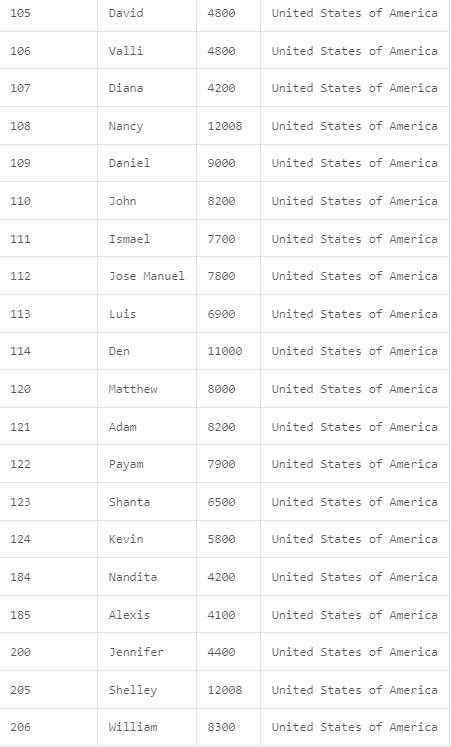 105 David 4800 United States of America
106 Valli 4800 United States of America
107 Diana 4200 United States of America
108 Nancy 12008 United States of America
109 Daniel 9000 United States of America
110 John 8200 United States of America
111 Ismael 7700 United States of America
112 Jose Manuel 7800 United States of America
113 Luis 6900 United States of America
114 Den 11000 United States of America
120 Matthew 8000 United States of America
121 Adam 8200 United States of America
122 Payam 7900 United States of America
123 Shanta 6500 United States of America
124 Kevin 5800 United States of America
184 Nandita 4200 United States of America
185 Alexis 4100 United States of America
200 Jennifer 4400 United States of America
205 Shelley 12008 United States of America
206 William 8300 United States of America